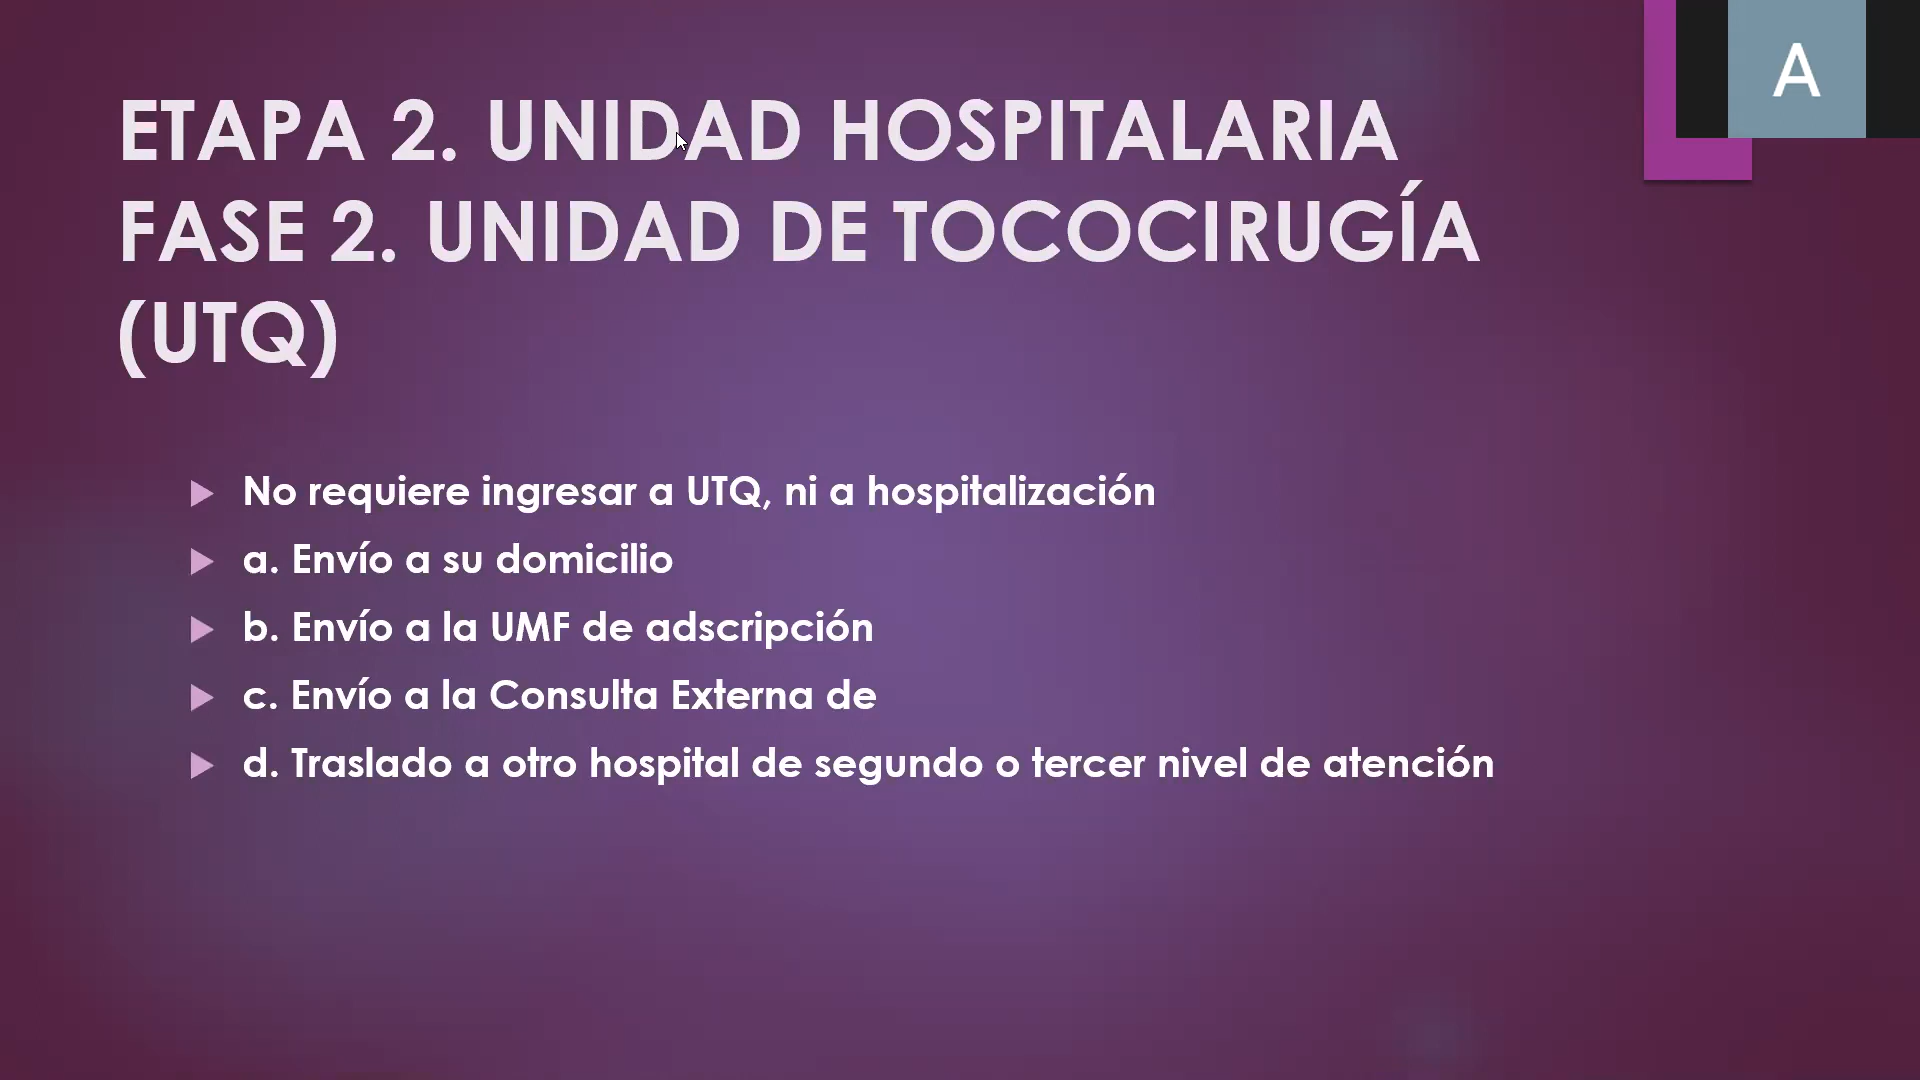 A
ETAPA 2. UNIDAD HOSPITALARIA
FASE 2. UNIDAD DE TOCOCIRUGÍA
(UTQ)
No requiere ingresar a UTQ, ni a hospitalización
a. Envío a su domicilio
b. Envío a la UMF de adscripción
c. Envío a la Consulta Externa de
d. Traslado a otro hospital de segundo o tercer nivel de atención